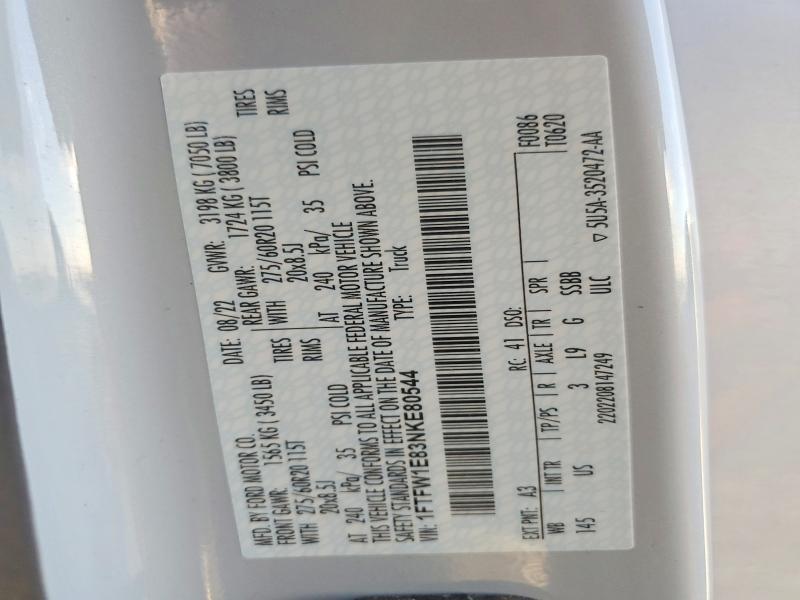 MFD. BY FORD MOTOR CO.
DATE: 08/22 GVWR: 3198 KG ( 7050 LB)
FRONT GAWR: 1565 KG ( 3450 LB) REAR GAWR: 1724 KG ( 3800 LB)
WITH 275/60R20 115T TIRES WITH 275/60R20 115T TIRES
20x8.5J RIMS 20x8.5J RIMS
AT 240 kPa/ 35 PSI COLD AT 240 kPa/ 35 PSI COLD
THIS VEHICLE CONFORMS TO ALL APPLICABLE FEDERAL MOTOR VEHICLE
SAFETY STANDARDS IN EFFECT ON THE DATE OF MANUFACTURE SHOWN ABOVE.
VIN: 1FTFW1E83NKE80544 TYPE: Truck
F0086
EXT PNT: A3 RC: 41 DSO: T0620
WB INT TR TP/PS R AXLE TR SPR
145 US 3 L9 G SSBB
2202208147249 ULC ▽ 5U5A-3520472-AA